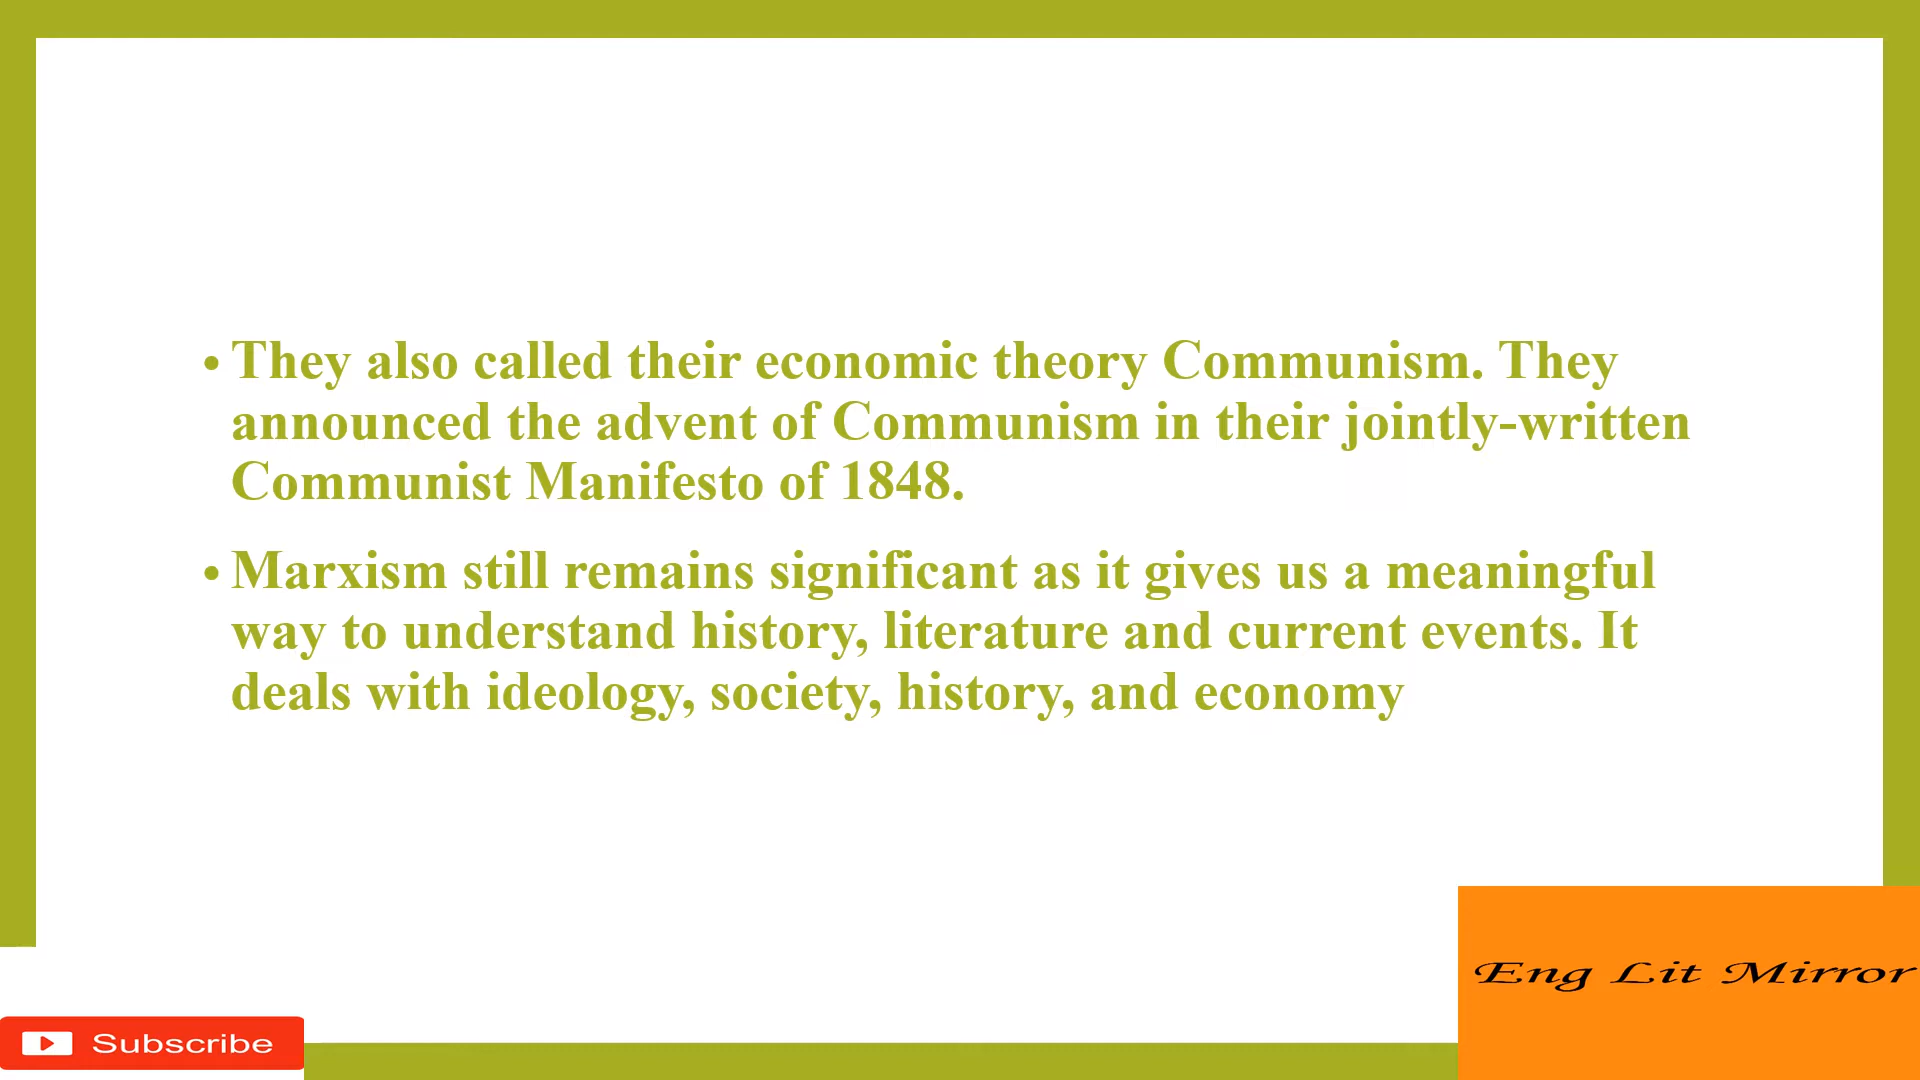 • They also called their economic theory Communism. They
announced the advent of Communism in their jointly-written
Communist Manifesto of 1848.
• Marxism still remains significant as it gives us a meaningful
way to understand history, literature and current events. It
deals with ideology, society, history, and economy
Eng Lit Mirror
Subscribe